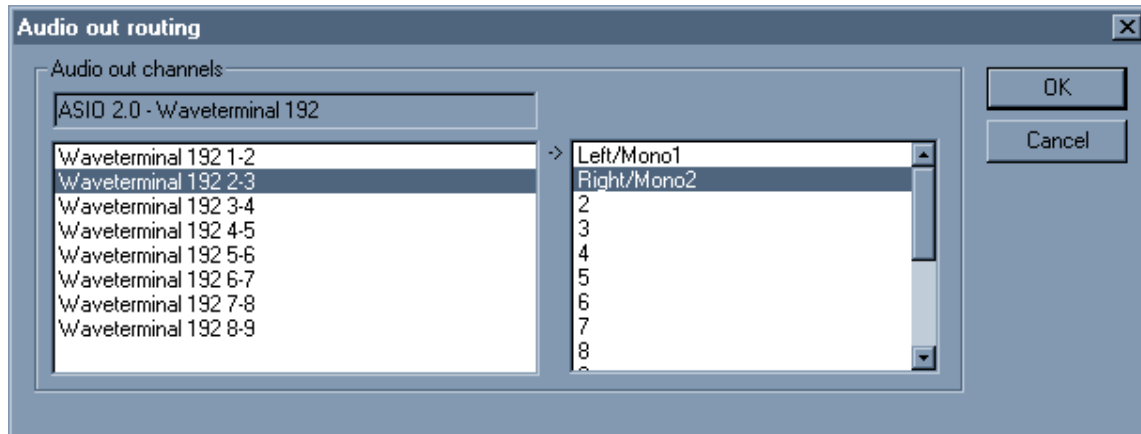 Audio out routing
Audio out channels
ASIO 2.0 - Waveterminal 192
Waveterminal 192 1-2
Waveterminal 192 2-3
Waveterminal 192 3-4
Waveterminal 192 4-5
Waveterminal 192 5-6
Waveterminal 192 6-7
Waveterminal 192 7-8
Waveterminal 192 8-9
->
Left/Mono1
Right/Mono2
2
3
4
5
6
7
8
OK
Cancel